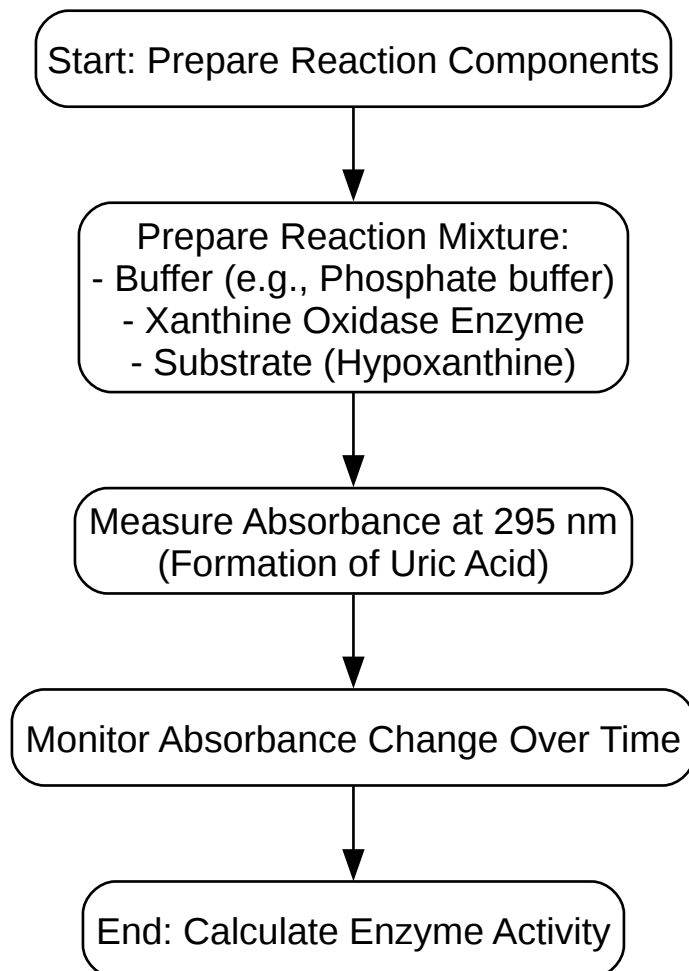 Start: Prepare Reaction Components
Prepare Reaction Mixture:
- Buffer (e.g., Phosphate buffer)
- Xanthine Oxidase Enzyme
- Substrate (Hypoxanthine)
Measure Absorbance at 295 nm
(Formation of Uric Acid)
Monitor Absorbance Change Over Time
End: Calculate Enzyme Activity